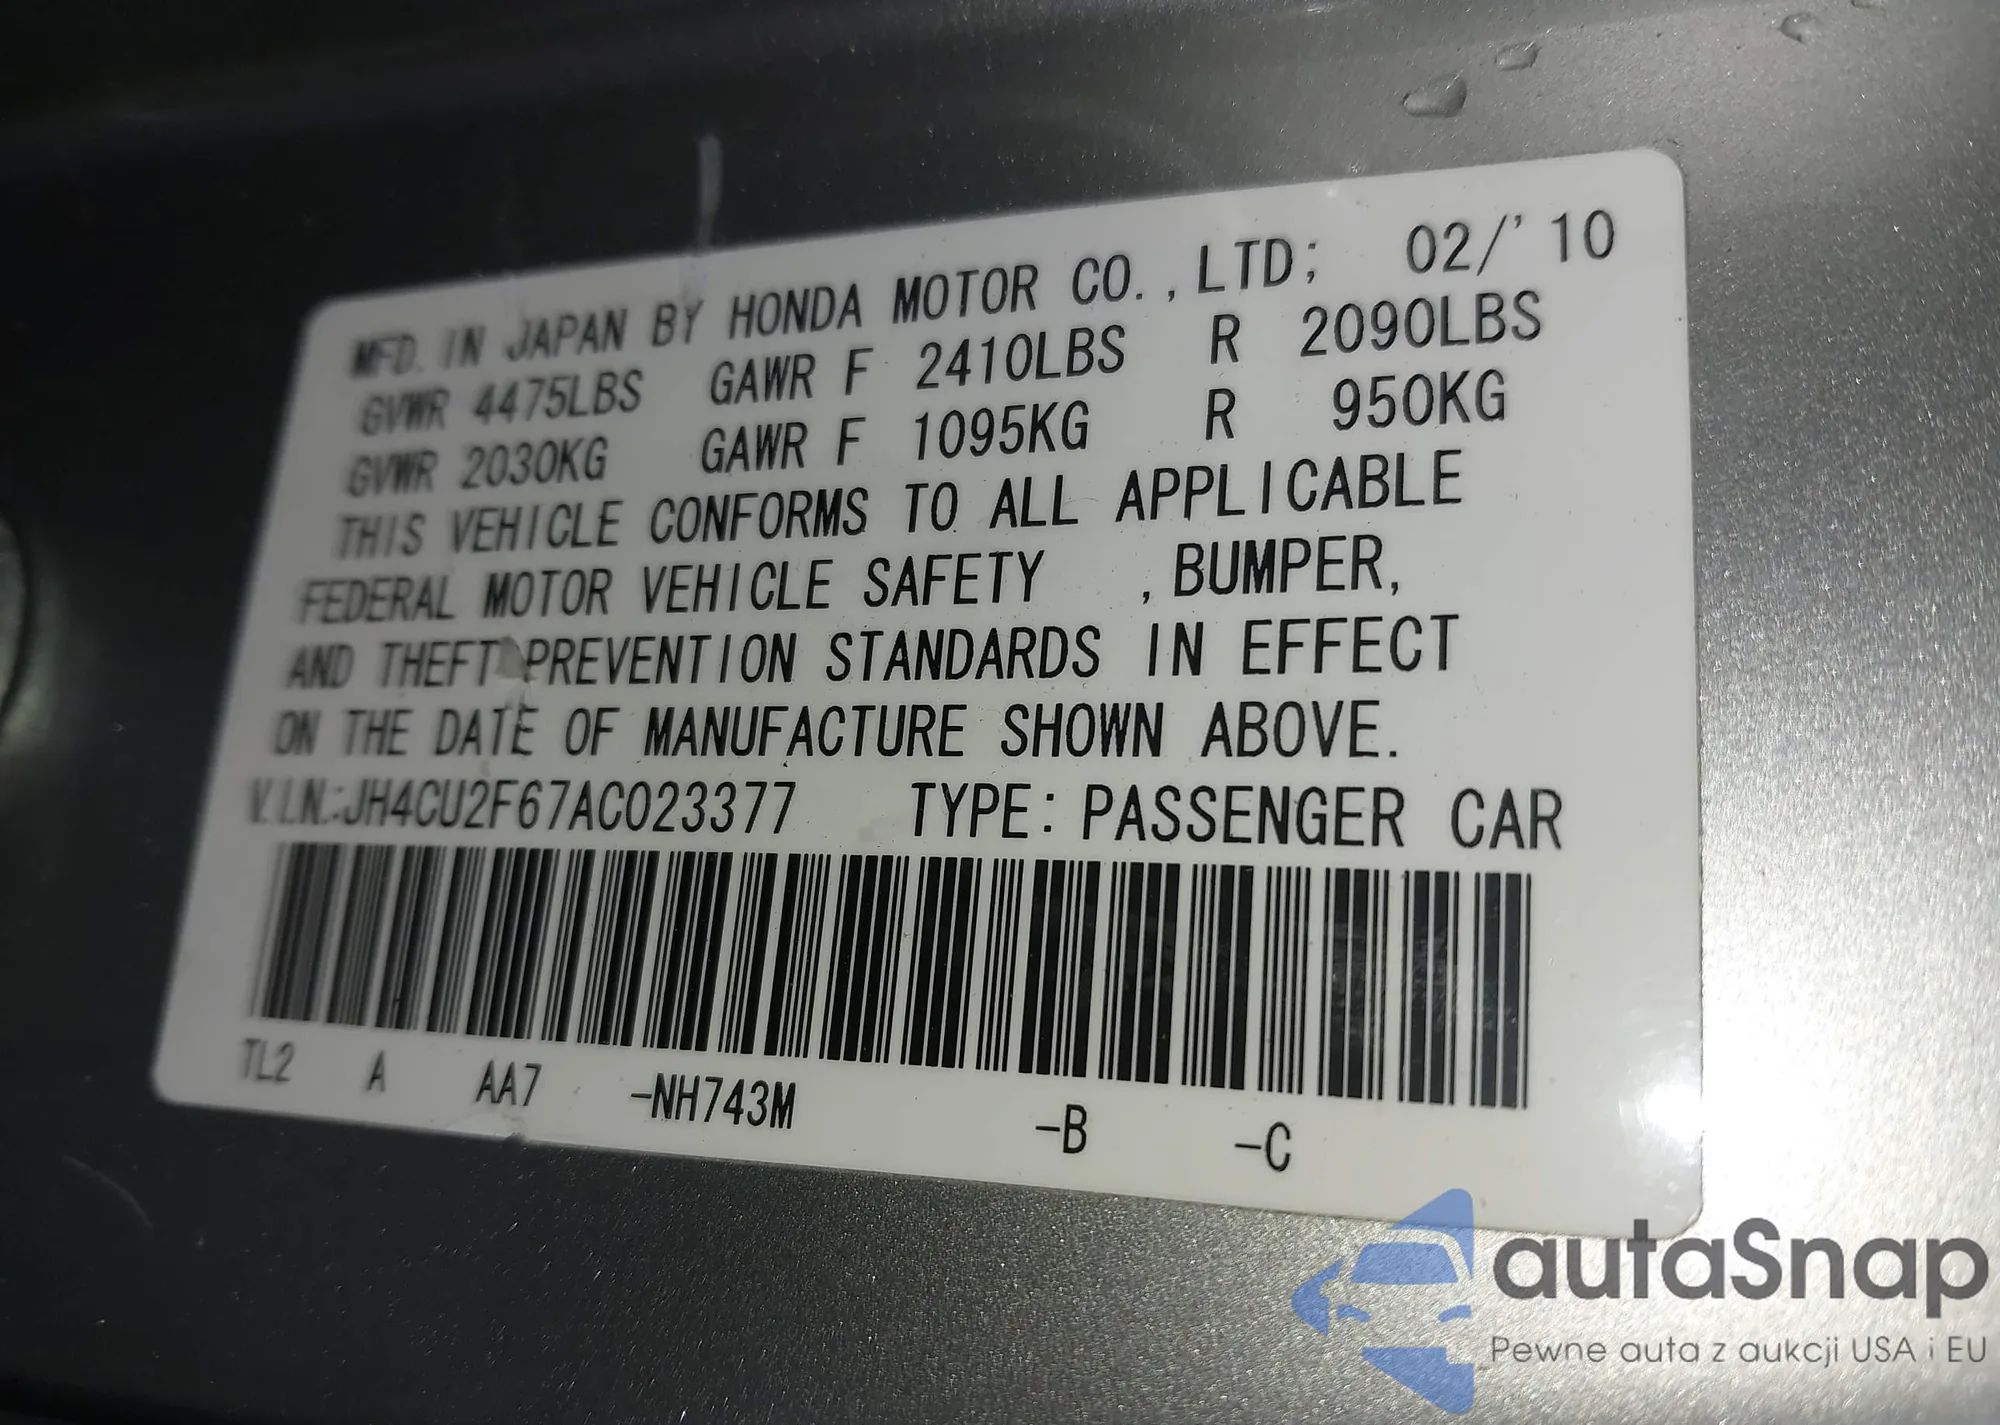 MFD. IN JAPAN BY HONDA MOTOR CO.,LTD; 02/'10
GVWR 4475LBS GAWR F 2410LBS R 2090LBS
GVWR 2030KG GAWR F 1095KG R 950KG
THIS VEHICLE CONFORMS TO ALL APPLICABLE
FEDERAL MOTOR VEHICLE SAFETY ,BUMPER,
AND THEFT PREVENTION STANDARDS IN EFFECT
ON THE DATE OF MANUFACTURE SHOWN ABOVE.
V.I.N.:JH4CU2F67AC023377 TYPE: PASSENGER CAR
TL2 A AA7 -NH743M -B -C
autaSnap
Pewne auta z aukcji USA i EU